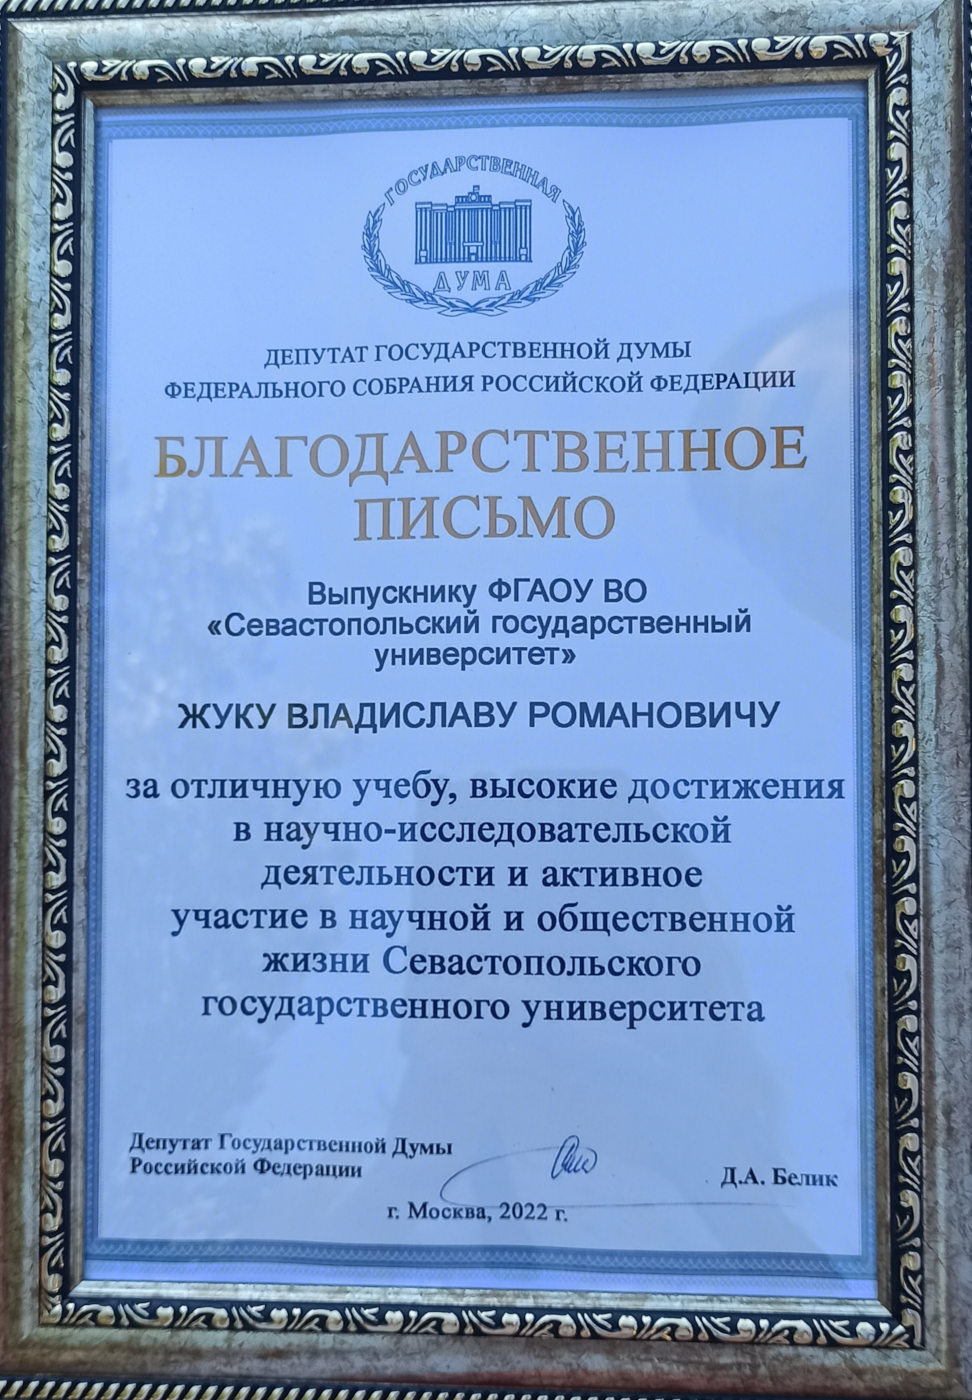 ГОСУДАРСТВЕННАЯ
ДУМА
ДЕПУТАТ ГОСУДАРСТВЕННОЙ ДУМЫ
ФЕДЕРАЛЬНОГО СОБРАНИЯ РОССИЙСКОЙ ФЕДЕРАЦИИ
БЛАГОДАРСТВЕННОЕ
ПИСЬМО
Выпускнику ФГАОУ ВО
«Севастопольский государственный
университет»
ЖУКУ ВЛАДИСЛАВУ РОМАНОВИЧУ
за отличную учебу, высокие достижения
в научно-исследовательской
деятельности и активное
участие в научной и общественной
жизни Севастопольского
государственного университета
Депутат Государственной Думы
Российской Федерации
Д.А. Белик
г. Москва, 2022 г.